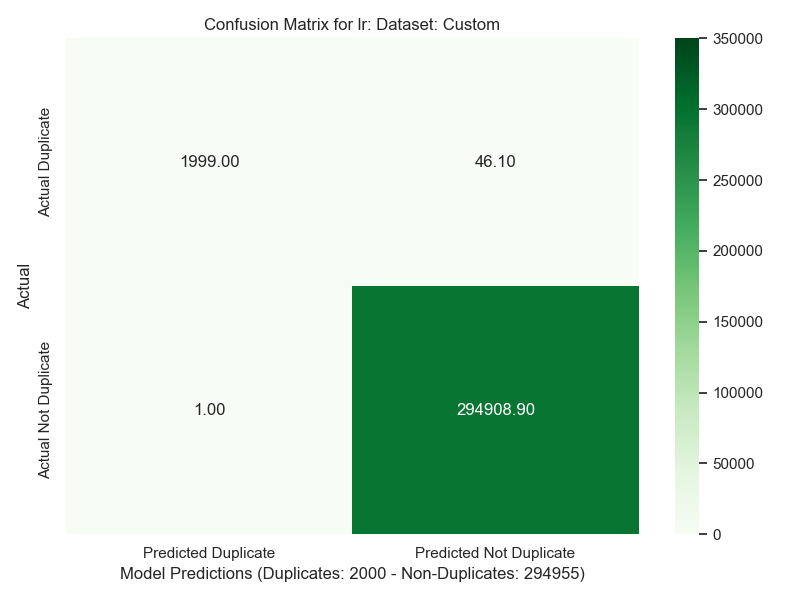 Confusion Matrix for lr: Dataset: Custom
Actual
Actual Duplicate
Actual Not Duplicate
1999.00
46.10
1.00
294908.90
Predicted Duplicate
Predicted Not Duplicate
Model Predictions (Duplicates: 2000 - Non-Duplicates: 294955)
350000
300000
250000
200000
150000
100000
50000
0